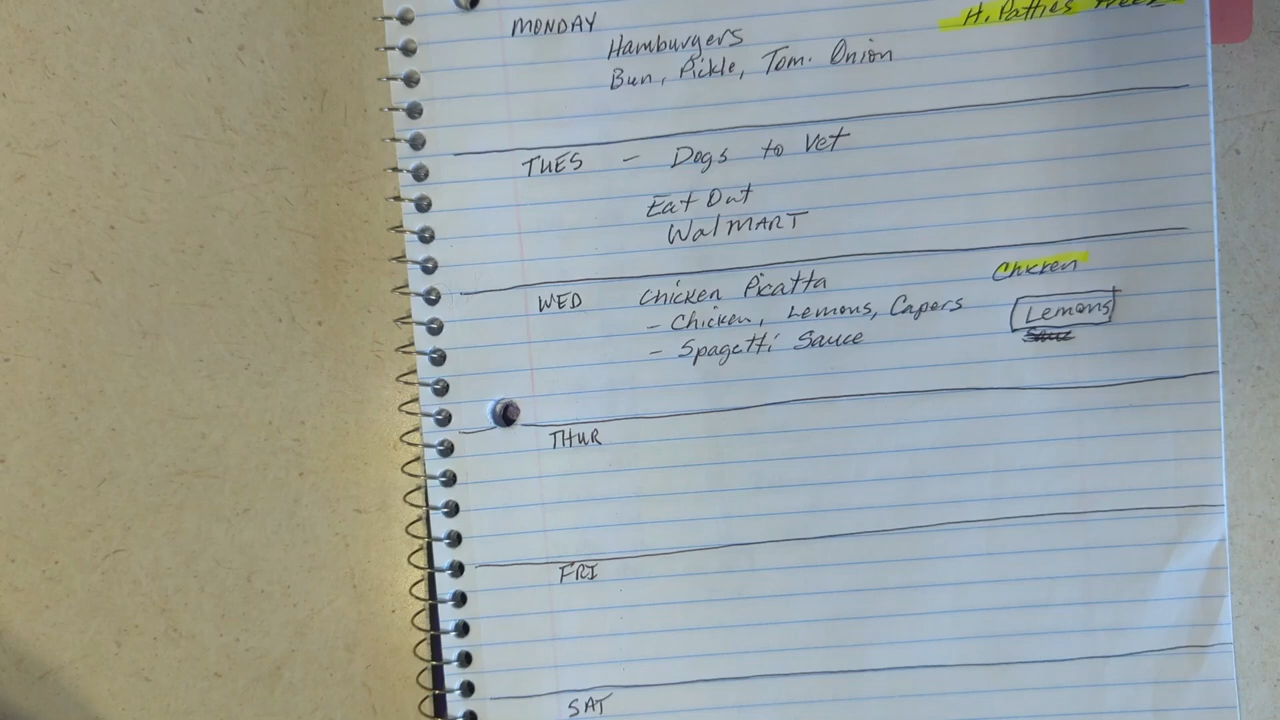 H. Patties
MONDAY
Hamburgers
Bun, Pickle, Tom. Onion
TUES - Dogs to Vet
Eat Out
WalMART
WED Chicken Picatta Chicken
- Chicken, Lemons, Capers Lemons
- Spagetti Sauce Sauce
THUR
FRI
SAT